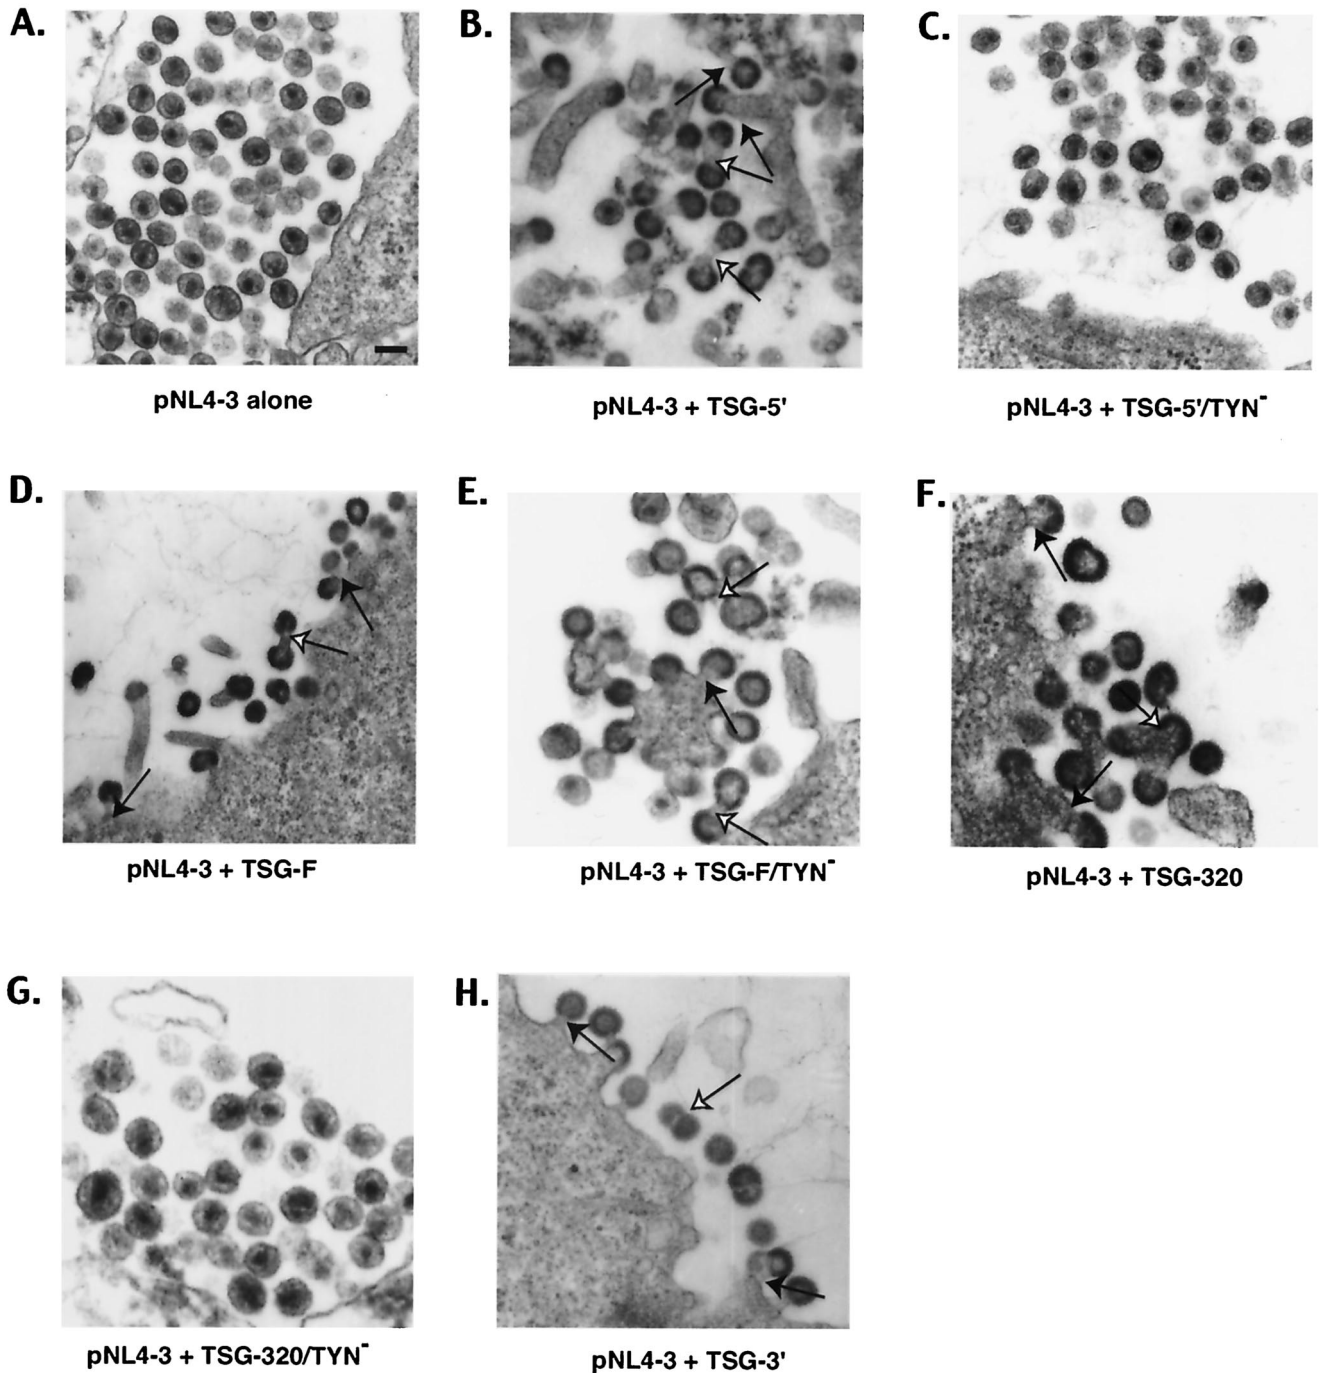 A.
B.
C.
pNL4-3 alone
pNL4-3 + TSG-5'
pNL4-3 + TSG-5'/TYN⁻
D.
E.
F.
pNL4-3 + TSG-F
pNL4-3 + TSG-F/TYN⁻
pNL4-3 + TSG-320
G.
H.
pNL4-3 + TSG-320/TYN⁻
pNL4-3 + TSG-3'